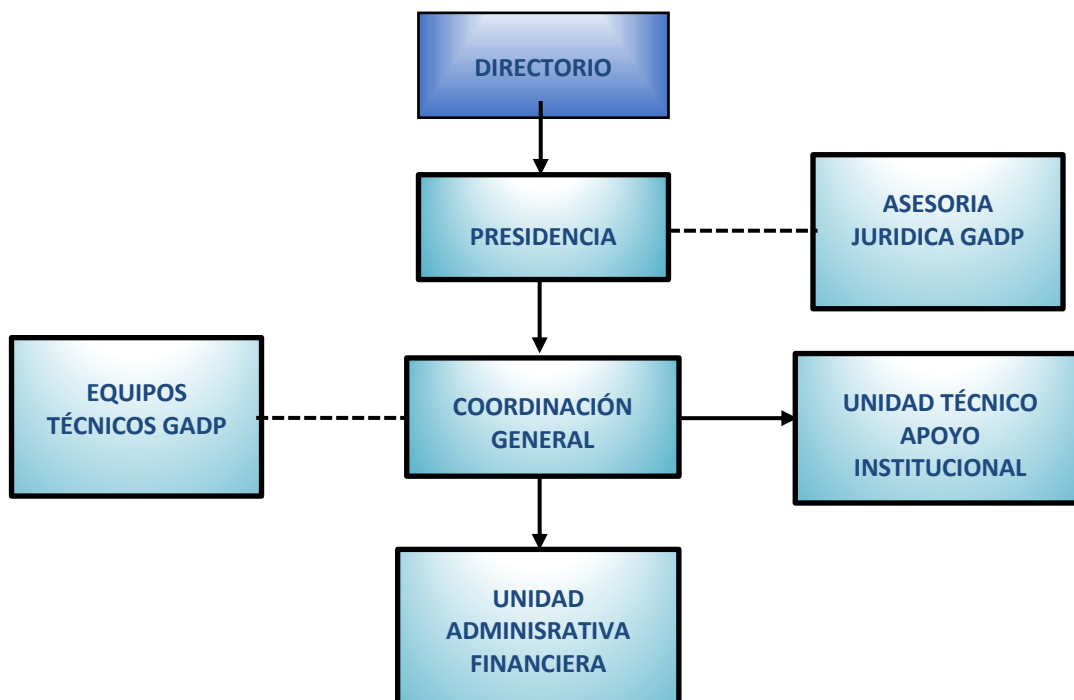 DIRECTORIO
PRESIDENCIA
ASESORIA
JURIDICA GADP
EQUIPOS
TÉCNICOS GADP
COORDINACIÓN
GENERAL
UNIDAD TÉCNICO
APOYO
INSTITUCIONAL
UNIDAD
ADMINISRATIVA
FINANCIERA